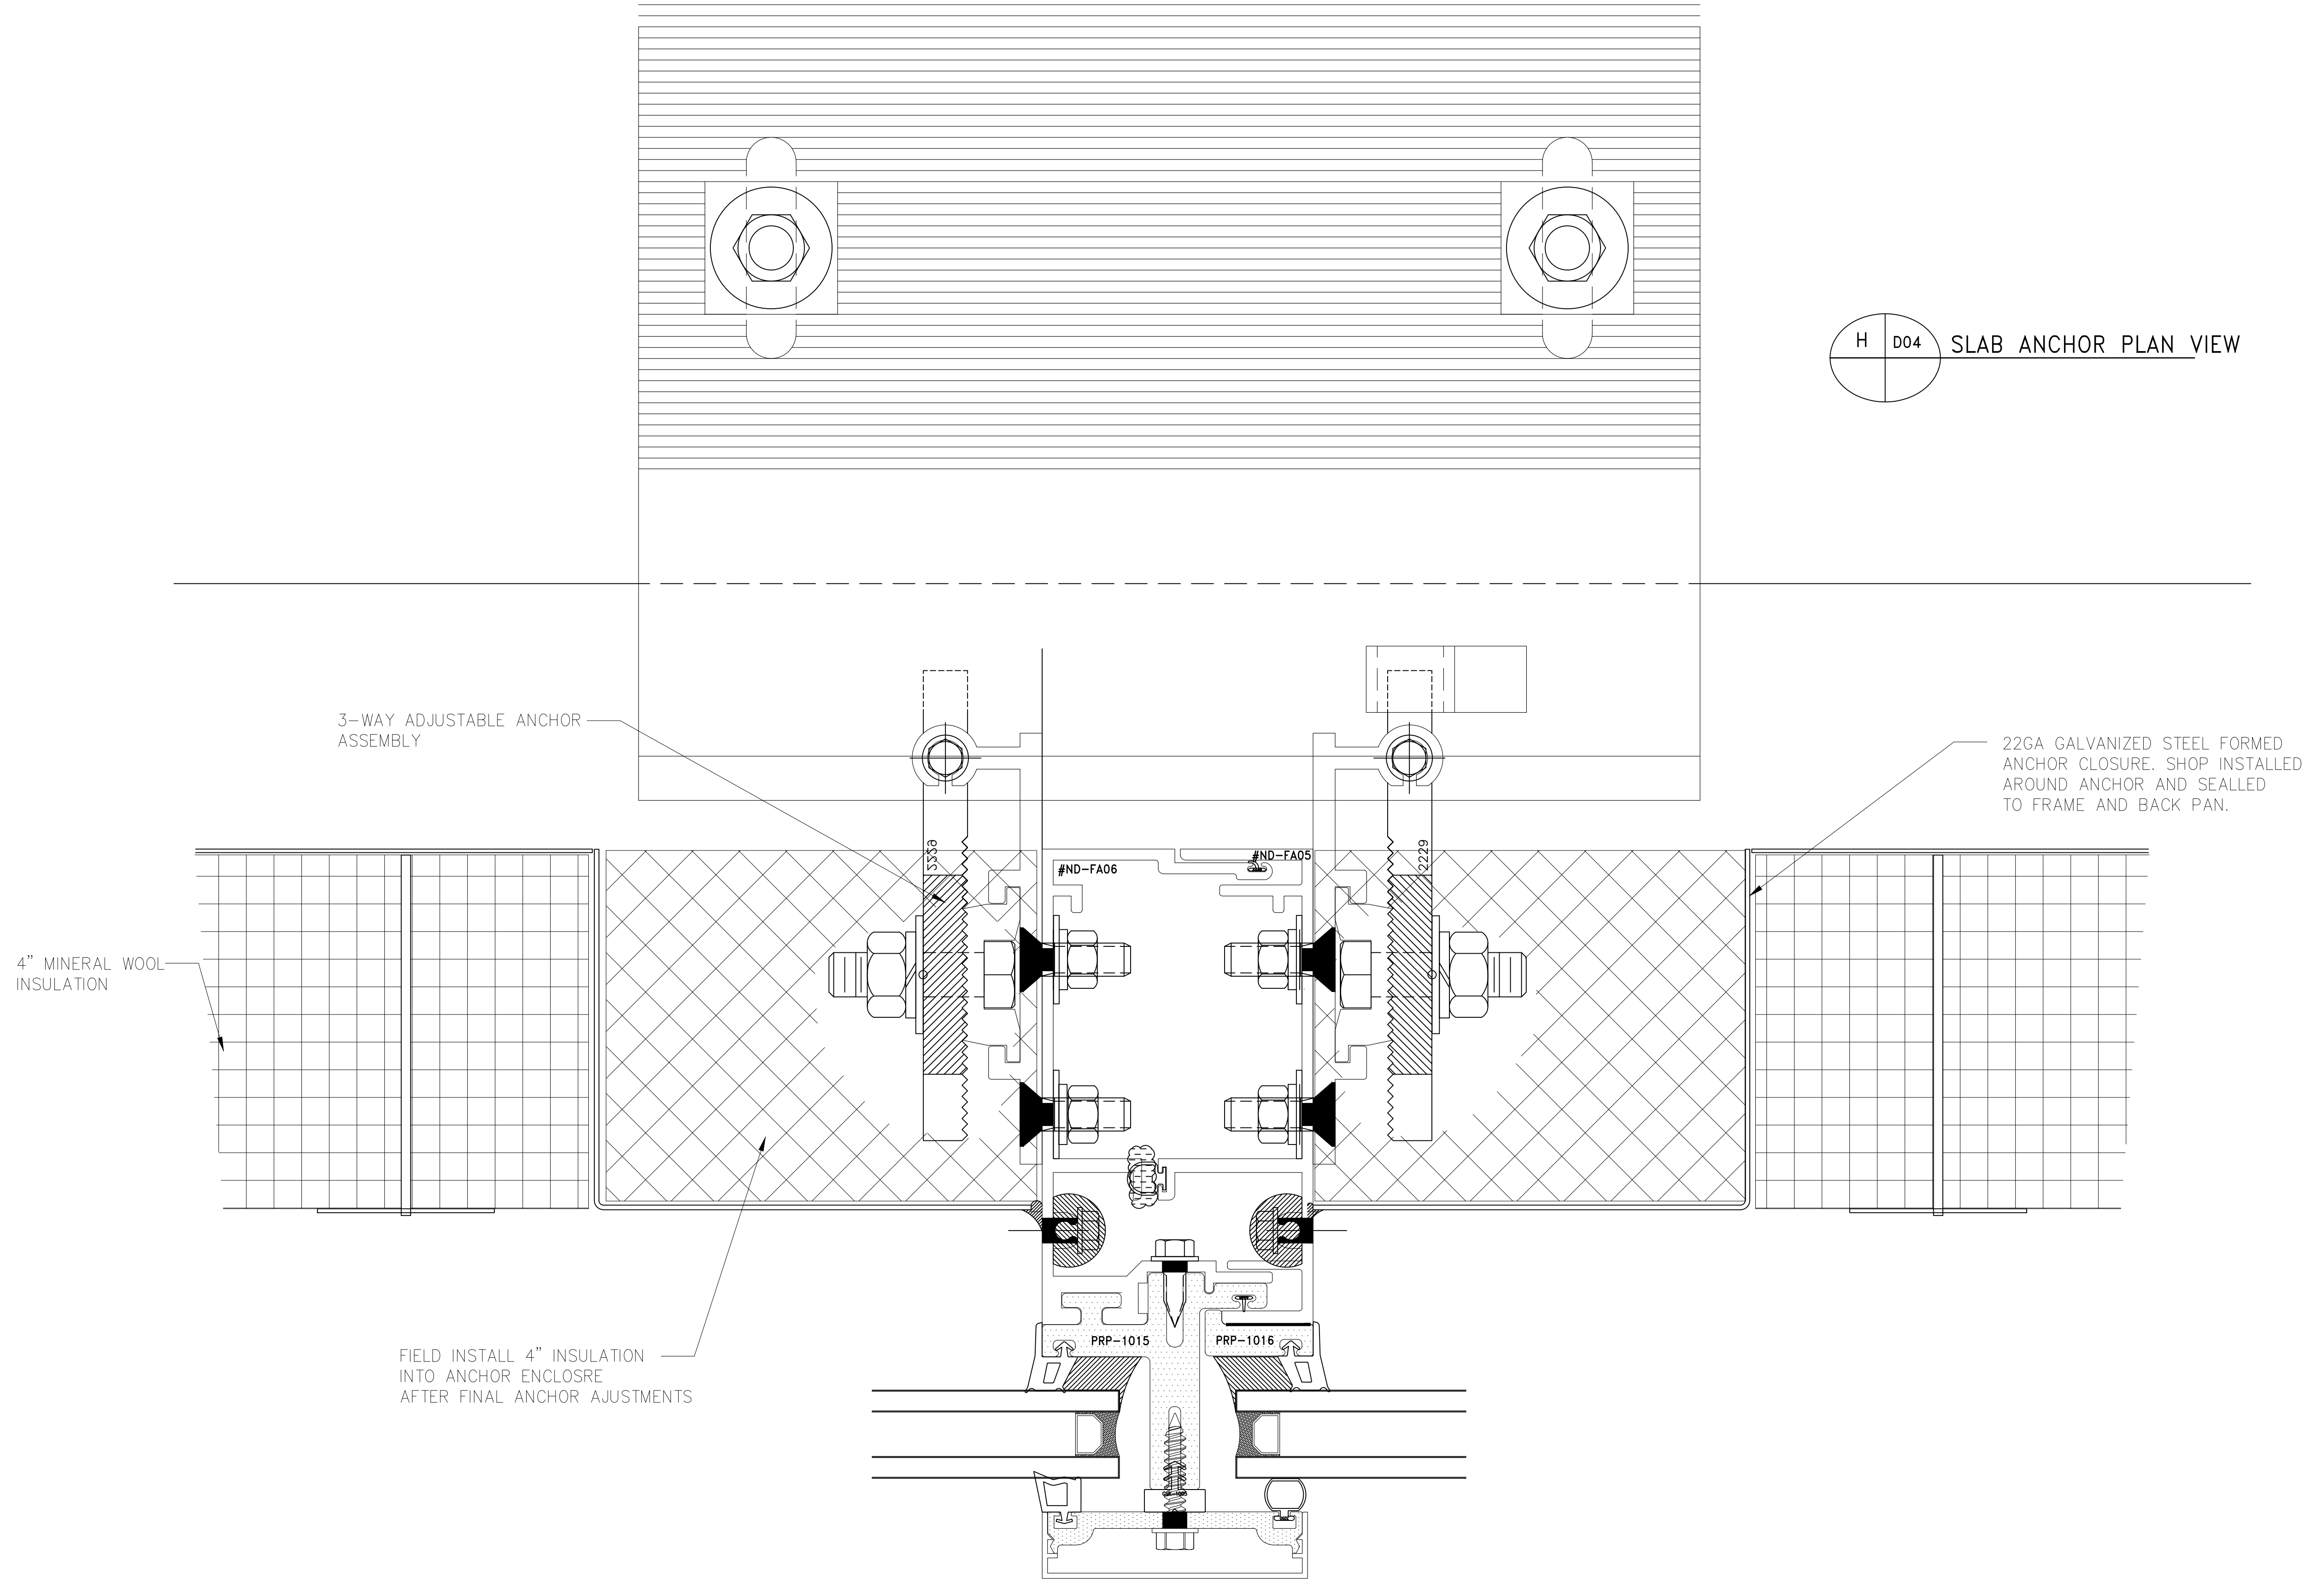 H D04 SLAB ANCHOR PLAN VIEW
3-WAY ADJUSTABLE ANCHOR
ASSEMBLY
22GA GALVANIZED STEEL FORMED
ANCHOR CLOSURE. SHOP INSTALLED
AROUND ANCHOR AND SEALLED
TO FRAME AND BACK PAN.
2229
2229
#ND-FA06
#ND-FA05
4" MINERAL WOOL
INSULATION
PRP-1015
PRP-1016
FIELD INSTALL 4" INSULATION
INTO ANCHOR ENCLOSRE
AFTER FINAL ANCHOR AJUSTMENTS